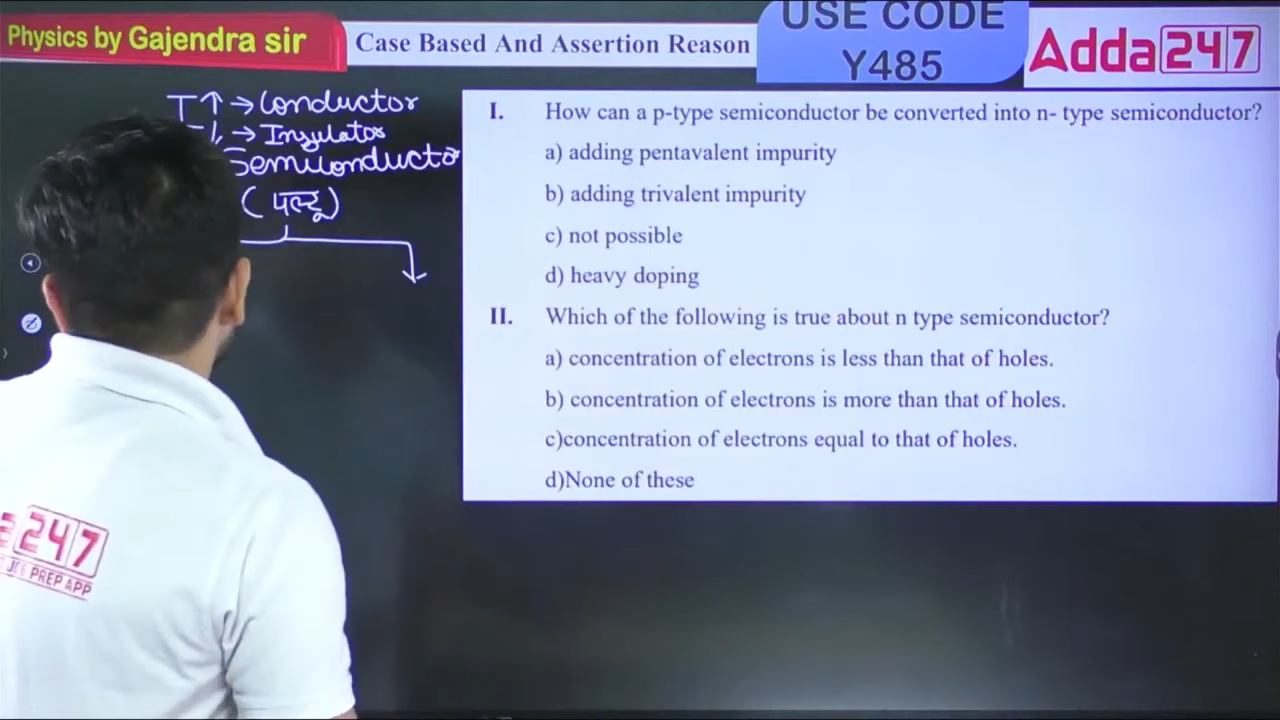 Physics by Gajendra sir
Case Based And Assertion Reason
USE CODE
Y485
Adda247
T↑ → Conductor
↓ → Insulator
Semiconductor
(पलटू)
I. How can a p-type semiconductor be converted into n- type semiconductor?
a) adding pentavalent impurity
b) adding trivalent impurity
c) not possible
d) heavy doping
II. Which of the following is true about n type semiconductor?
a) concentration of electrons is less than that of holes.
b) concentration of electrons is more than that of holes.
c)concentration of electrons equal to that of holes.
d)None of these
247
PREP APP